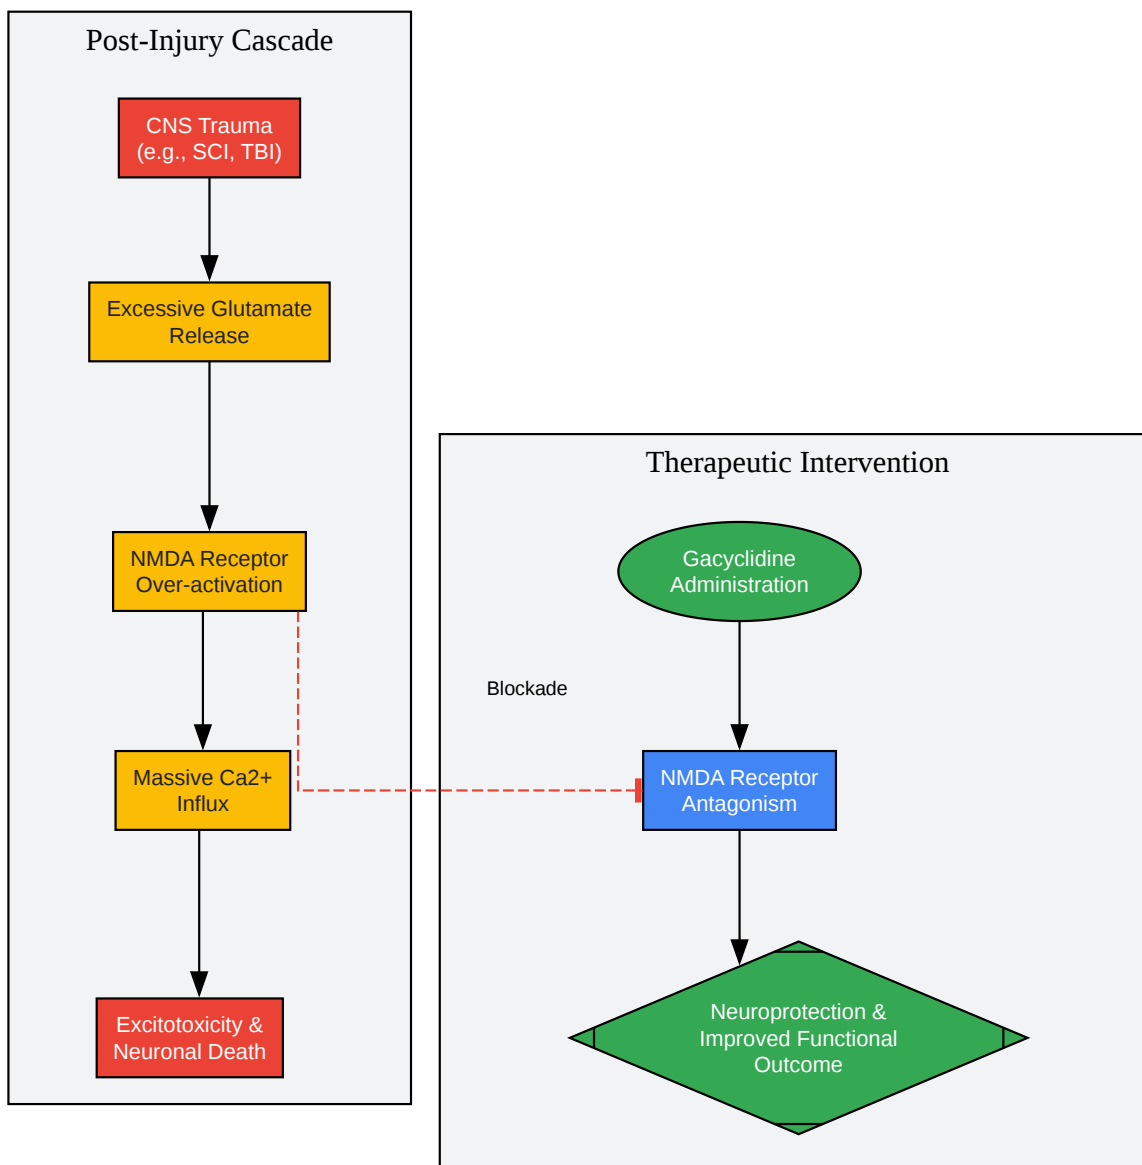 Post-Injury Cascade
CNS Trauma
(e.g., SCI, TBI)
Excessive Glutamate
Release
NMDA Receptor
Over-activation
Massive Ca2+
Influx
Excitotoxicity &
Neuronal Death
Therapeutic Intervention
Gacyclidine
Administration
Blockade
NMDA Receptor
Antagonism
Neuroprotection &
Improved Functional
Outcome